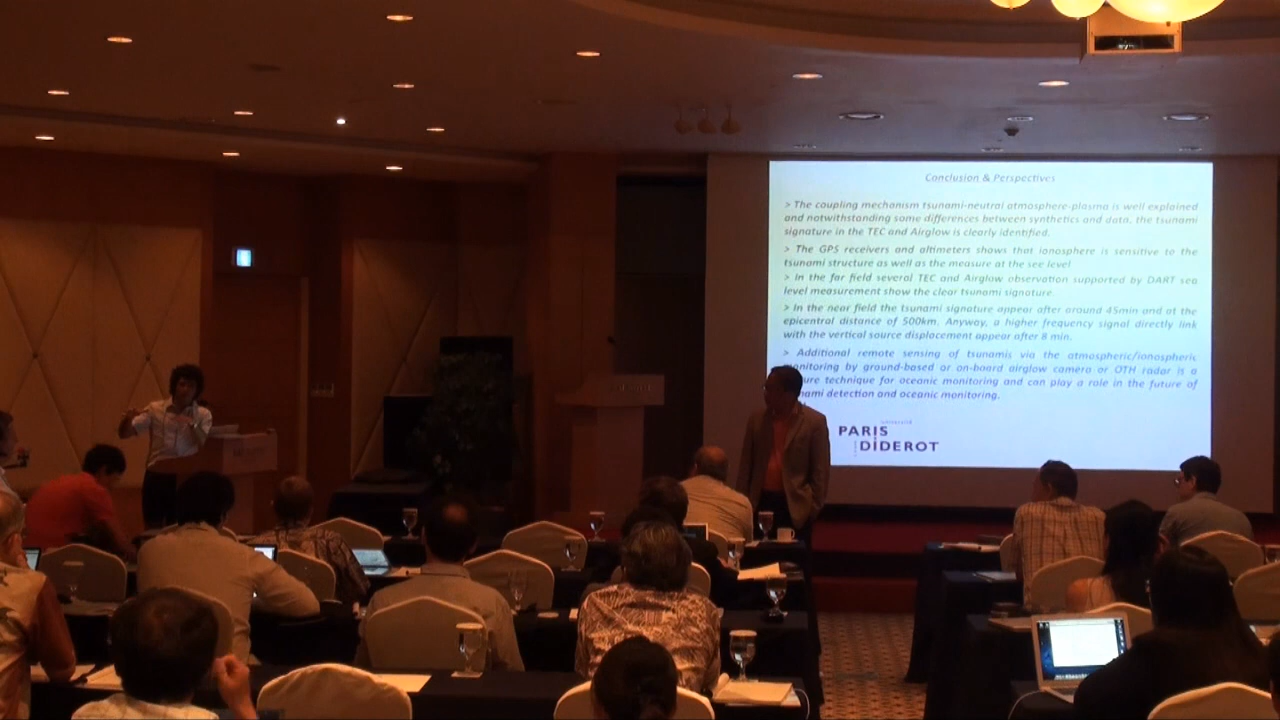 Conclusion & Perspectives
> The coupling mechanism tsunami-neutral atmosphere-plasma is well explained
and notwithstanding some differences between synthetics and data, the tsunami
signature in the TEC and Airglow is clearly identified.
> The GPS receivers and altimeters shows that ionosphere is sensitive to the
tsunami structure as well as the measure at the see level
> In the far field several TEC and Airglow observation supported by DART sea
level measurement show the clear tsunami signature.
> In the near field the tsunami signature appear after around 45min and at the
epicentral distance of 500km. Anyway, a higher frequency signal directly link
with the vertical source displacement appear after 8 min.
> Additional remote sensing of tsunamis via the atmospheric/ionospheric
by ground-based or on-board airglow camera or OTH radar is a
technique for oceanic monitoring and can play a role in the future of
detection and oceanic monitoring.
université
PARIS
DIDEROT